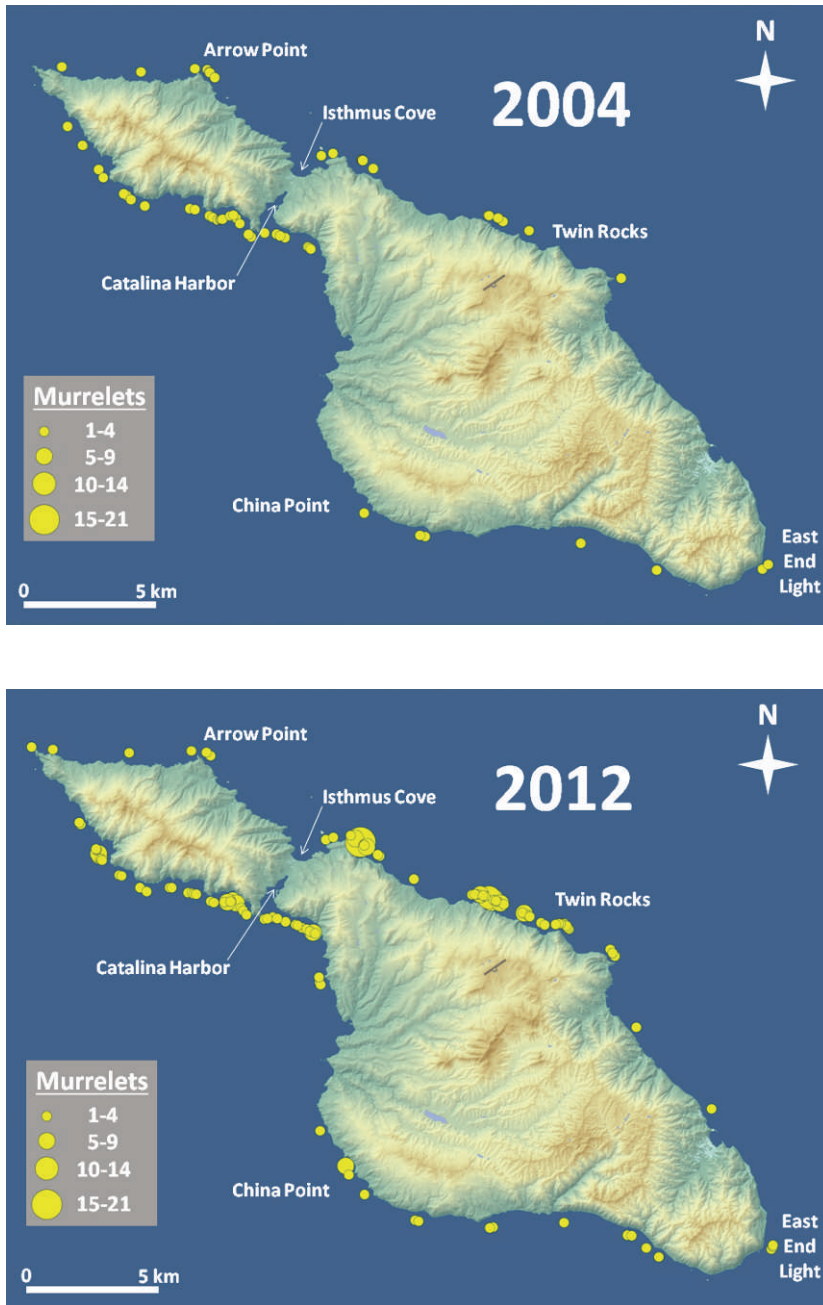 Arrow Point
N
Isthmus Cove
2004
Twin Rocks
Catalina Harbor
Murrelets
1-4
5-9
10-14
15-21
China Point
East
End
Light
0 5 km
Arrow Point
N
Isthmus Cove
2012
Twin Rocks
Catalina Harbor
Murrelets
1-4
5-9
10-14
15-21
China Point
East
End
Light
0 5 km